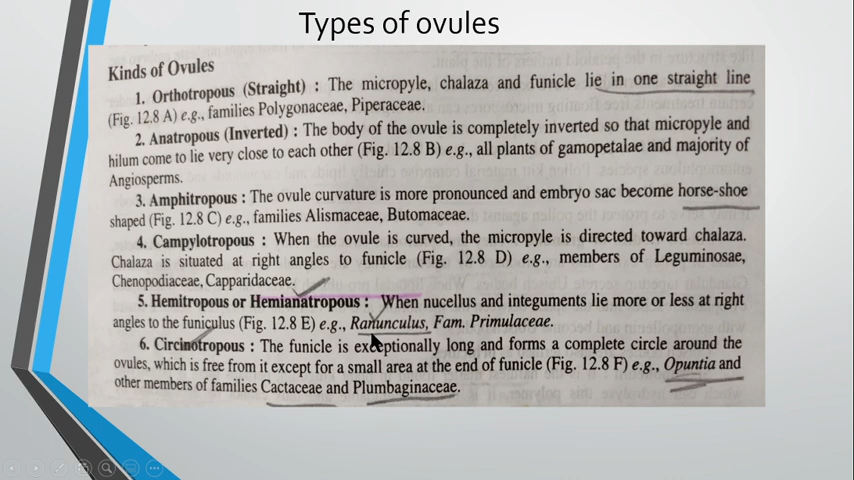 Types of ovules
Kinds of Ovules
1. Orthotropous (Straight) : The micropyle, chalaza and funicle lie in one straight line
(Fig. 12.8 A) e.g., families Polygonaceae, Piperaceae.
2. Anatropous (Inverted) : The body of the ovule is completely inverted so that micropyle and
hilum come to lie very close to each other (Fig. 12.8 B) e.g., all plants of gamopetalae and majority of
Angiosperms.
3. Amphitropous : The ovule curvature is more pronounced and embryo sac become horse-shoe
shaped (Fig. 12.8 C) e.g., families Alismaceae, Butomaceae.
4. Campylotropous : When the ovule is curved, the micropyle is directed toward chalaza.
Chalaza is situated at right angles to funicle (Fig. 12.8 D) e.g., members of Leguminosae,
Chenopodiaceae, Capparidaceae.
5. Hemitropous or Hemianatropous : When nucellus and integuments lie more or less at right
angles to the funiculus (Fig. 12.8 E) e.g., Ranunculus, Fam. Primulaceae.
6. Circinotropous : The funicle is exceptionally long and forms a complete circle around the
ovules, which is free from it except for a small area at the end of funicle (Fig. 12.8 F) e.g., Opuntia and
other members of families Cactaceae and Plumbaginaceae.